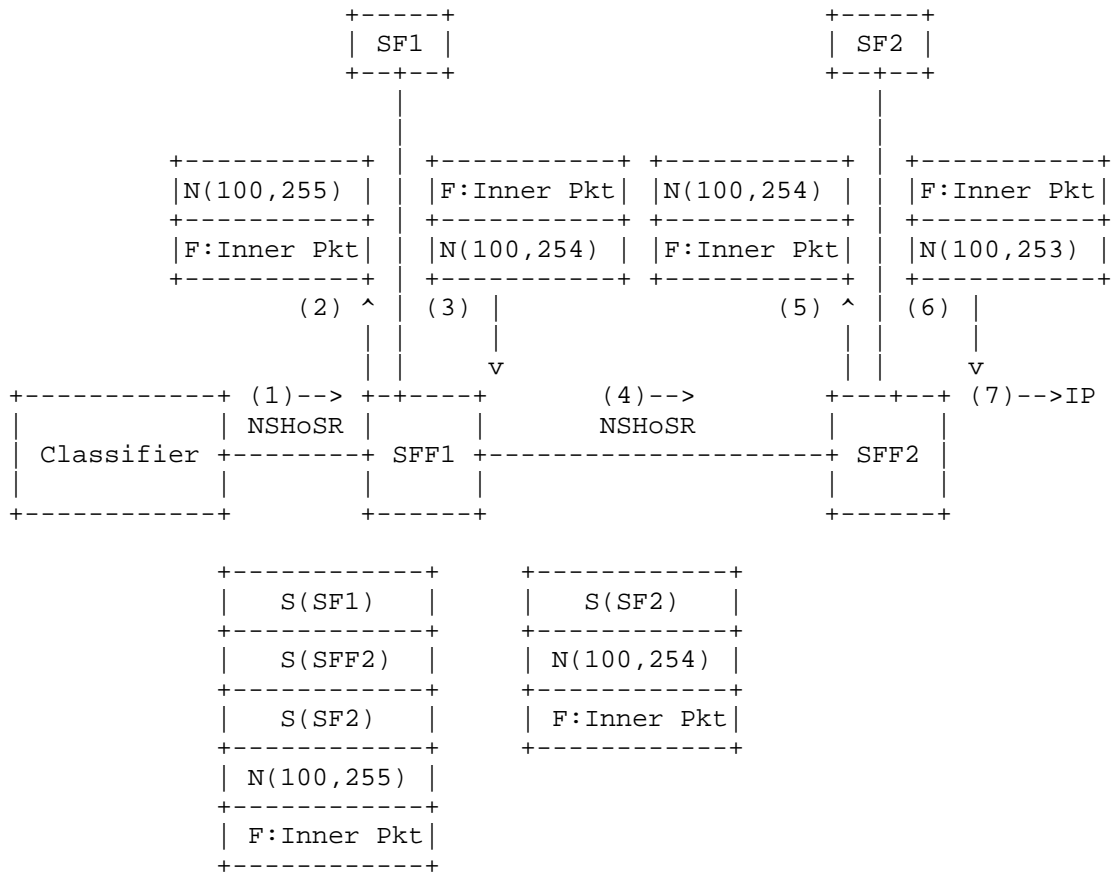 SF1 SF2
N(100,255) F:Inner Pkt N(100,254) F:Inner Pkt
F:Inner Pkt N(100,254) F:Inner Pkt N(100,253)
(2) (3) (5) (6)
(1)--> (4)--> (7)-->IP
NSHoSR NSHoSR
Classifier SFF1 SFF2
S(SF1) S(SF2)
S(SFF2) N(100,254)
S(SF2) F:Inner Pkt
N(100,255)
F:Inner Pkt